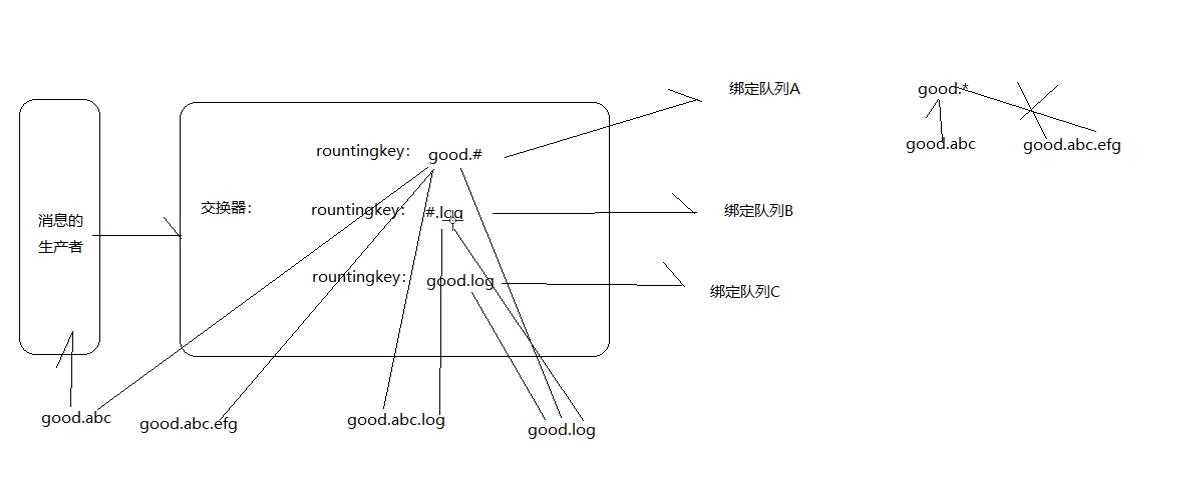 绑定队列A
good.*
good.abc
good.abc.efg
rountingkey: good.#
消息的
生产者
交换器:
rountingkey: #.log
绑定队列B
rountingkey: good.log
绑定队列C
good.abc
good.abc.efg
good.abc.log
good.log